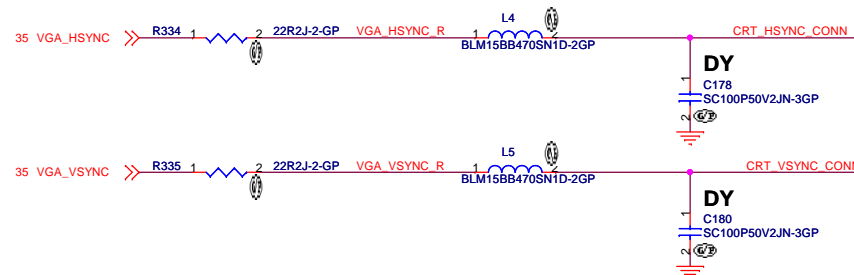 L4
35 VGA_HSYNC
R334
1
2
22R2J-2-GP
VGA_HSYNC_R
1
2
CRT_HSYNC_CONN
BLM15BB470SN1D-2GP
DY
1
C178
SC100P50V2JN-3GP
2
L5
35 VGA_VSYNC
R335
1
2
22R2J-2-GP
VGA_VSYNC_R
1
2
CRT_VSYNC_CONN
BLM15BB470SN1D-2GP
DY
1
C180
SC100P50V2JN-3GP
2